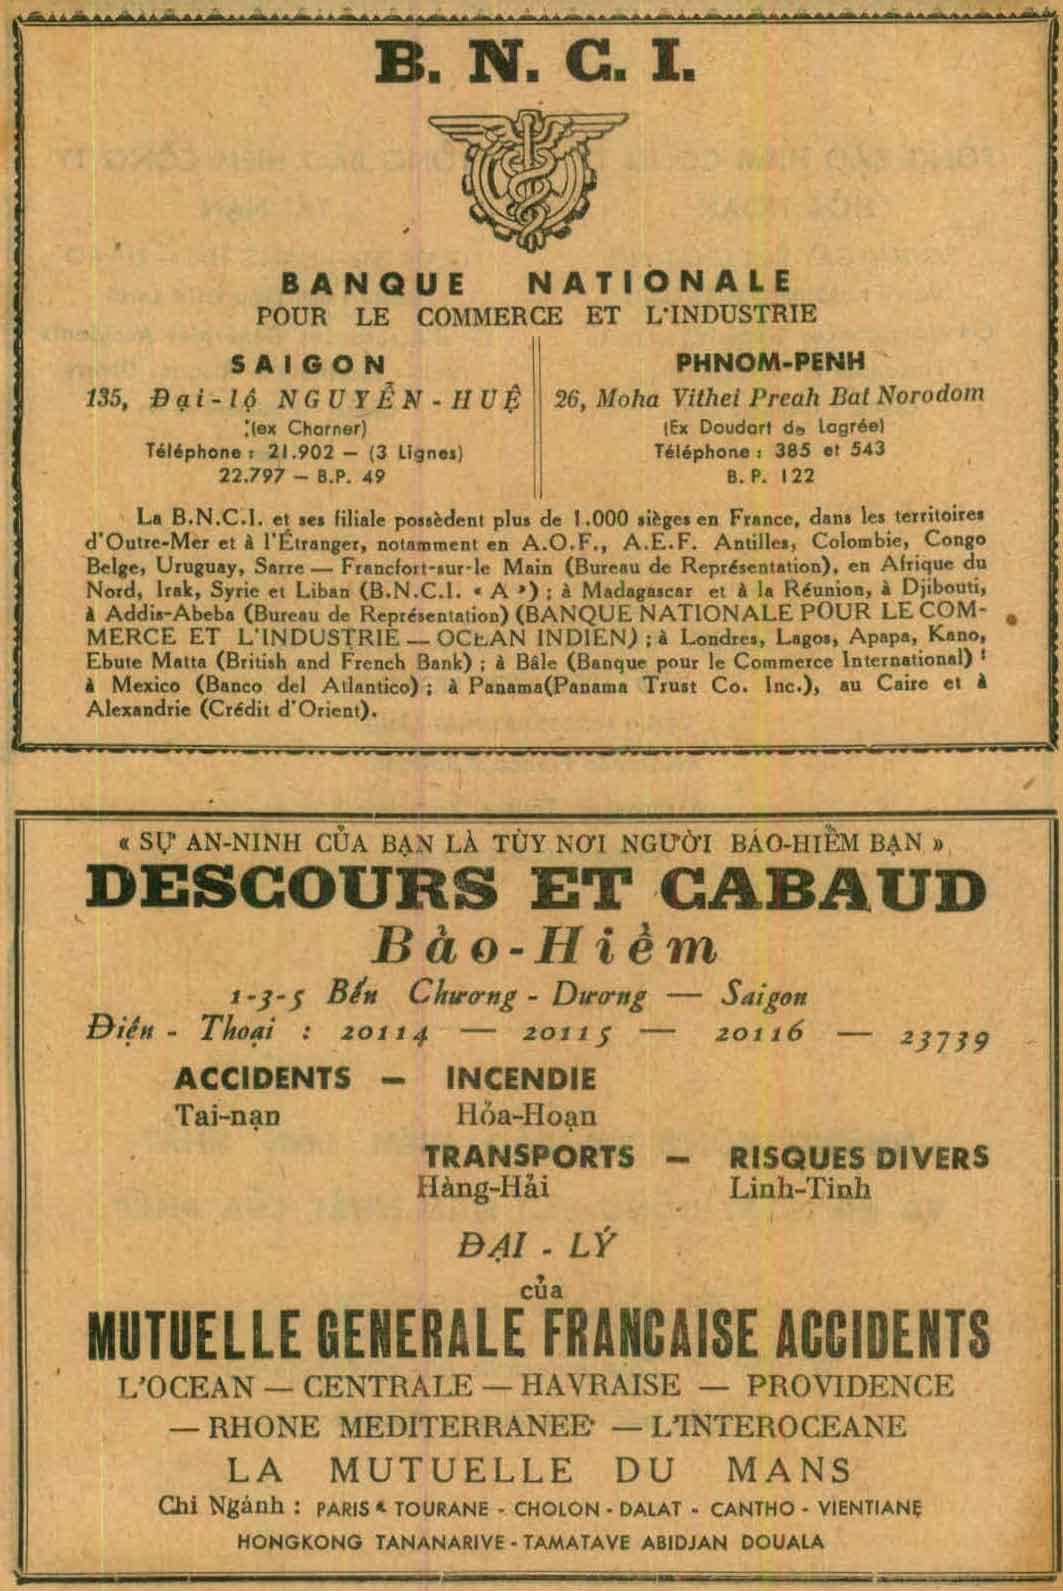 B. N. C. I.
BANQUE NATIONALE
POUR LE COMMERCE ET L'INDUSTRIE
SAIGON
135, Đại-lộ NGUYỄN-HUỆ
(ex Charner)
Téléphone : 21.902 — (3 Lignes)
22.797 — B.P. 49
PHNOM-PENH
26, Moha Vithei Preah Bat Norodom
(Ex Doudart de Lagrée)
Téléphone : 385 et 543
B. P. 122
La B.N.C.I. et ses filiale possèdent plus de 1.000 sièges en France, dans les territoires
d'Outre-Mer et à l'Étranger, notamment en A.O.F., A.E.F. Antilles, Colombie, Congo
Belge, Uruguay, Sarre — Francfort-sur-le Main (Bureau de Représentation), en Afrique du
Nord, Irak, Syrie et Liban (B.N.C.I. « A ») ; à Madagascar et à la Réunion, à Djibouti,
à Addis-Abeba (Bureau de Représentation) (BANQUE NATIONALE POUR LE COM-
MERCE ET L'INDUSTRIE — OCEAN INDIEN) ; à Londres, Lagos, Apapa, Kano,
Ebute Matta (British and French Bank) ; à Bâle (Banque pour le Commerce International) ;
à Mexico (Banco del Atlantico) ; à Panama(Panama Trust Co. Inc.), au Caire et à
Alexandrie (Crédit d'Orient).
« SỰ AN-NINH CỦA BẠN LÀ TÙY NƠI NGƯỜI BẢO-HIỂM BẠN »
DESCOURS ET CABAUD
Bảo-Hiểm
1-3-5 Bến Chương-Dương — Saigon
Điện-Thoại : 20114 — 20115 — 20116 — 23739
ACCIDENTS — INCENDIE
Tai-nạn Hỏa-Hoạn
TRANSPORTS — RISQUES DIVERS
Hàng-Hải Linh-Tinh
ĐẠI-LÝ
của
MUTUELLE GENERALE FRANCAISE ACCIDENTS
L'OCEAN — CENTRALE — HAVRAISE — PROVIDENCE
— RHONE MEDITERRANEE — L'INTEROCEANE
LA MUTUELLE DU MANS
Chi Ngánh : PARIS - TOURANE - CHOLON - DALAT - CANTHO - VIENTIANE
HONGKONG TANANARIVE - TAMATAVE ABIDJAN DOUALA